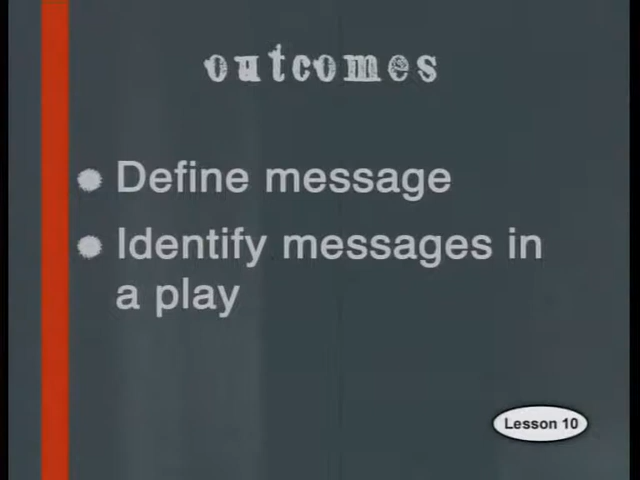 outcomes
Define message
Identify messages in
a play
Lesson 10